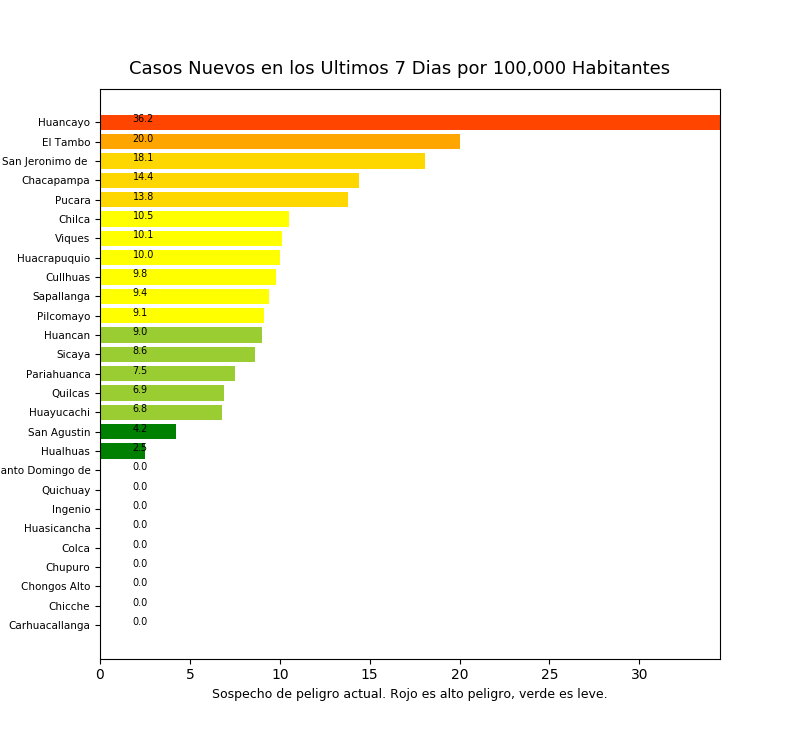 Casos Nuevos en los Ultimos 7 Dias por 100,000 Habitantes
Huancayo 36.2
El Tambo 20.0
San Jeronimo de 18.1
Chacapampa 14.4
Pucara 13.8
Chilca 10.5
Viques 10.1
Huacrapuquio 10.0
Cullhuas 9.8
Sapallanga 9.4
Pilcomayo 9.1
Huancan 9.0
Sicaya 8.6
Pariahuanca 7.5
Quilcas 6.9
Huayucachi 6.8
San Agustin 4.2
Hualhuas 2.5
anto Domingo de 0.0
Quichuay 0.0
Ingenio 0.0
Huasicancha 0.0
Colca 0.0
Chupuro 0.0
Chongos Alto 0.0
Chicche 0.0
Carhuacallanga 0.0
0 5 10 15 20 25 30
Sospecho de peligro actual. Rojo es alto peligro, verde es leve.